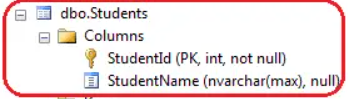 dbo.Students
Columns
StudentId (PK, int, not null)
StudentName (nvarchar(max), null)